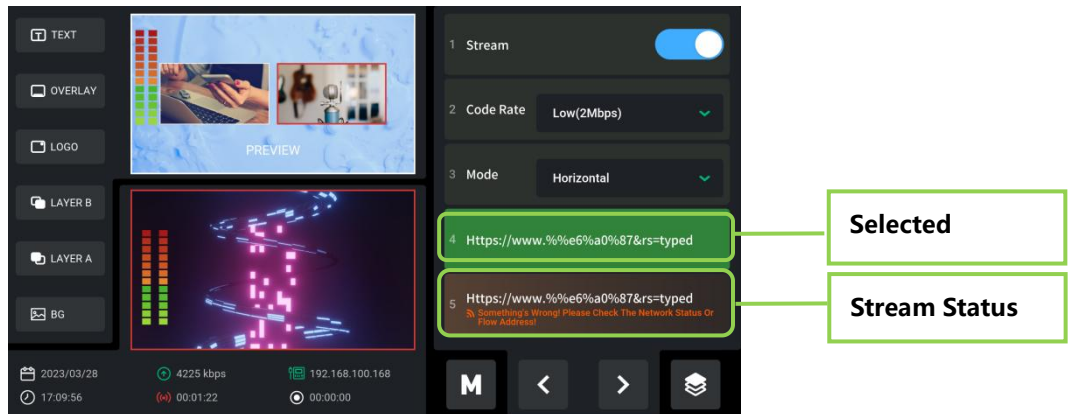 TEXT
OVERLAY
LOGO
LAYER B
LAYER A
BG
PREVIEW
2023/03/28
4225 kbps
192.168.100.168
17:09:56
00:01:22
00:00:00
1 Stream
2 Code Rate Low(2Mbps)
3 Mode Horizontal
4 Https://www.%%e6%a0%87&rs=typed
5 Https://www.%%e6%a0%87&rs=typed
Something's Wrong! Please Check The Network Status Or
Flow Address!
M
Selected
Stream Status